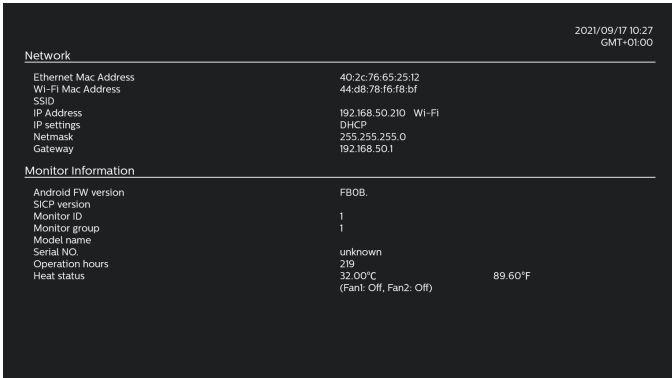 2021/09/17 10:27
GMT+01:00
Network
Ethernet Mac Address 40:2c:76:65:25:12
Wi-Fi Mac Address 44:d8:78:f6:f8:bf
SSID
IP Address 192.168.50.210 Wi-Fi
IP settings DHCP
Netmask 255.255.255.0
Gateway 192.168.50.1
Monitor Information
Android FW version FB0B.
SICP version
Monitor ID 1
Monitor group 1
Model name
Serial NO. unknown
Operation hours 219
Heat status 32.00°C 89.60°F
(Fan1: Off, Fan2: Off)